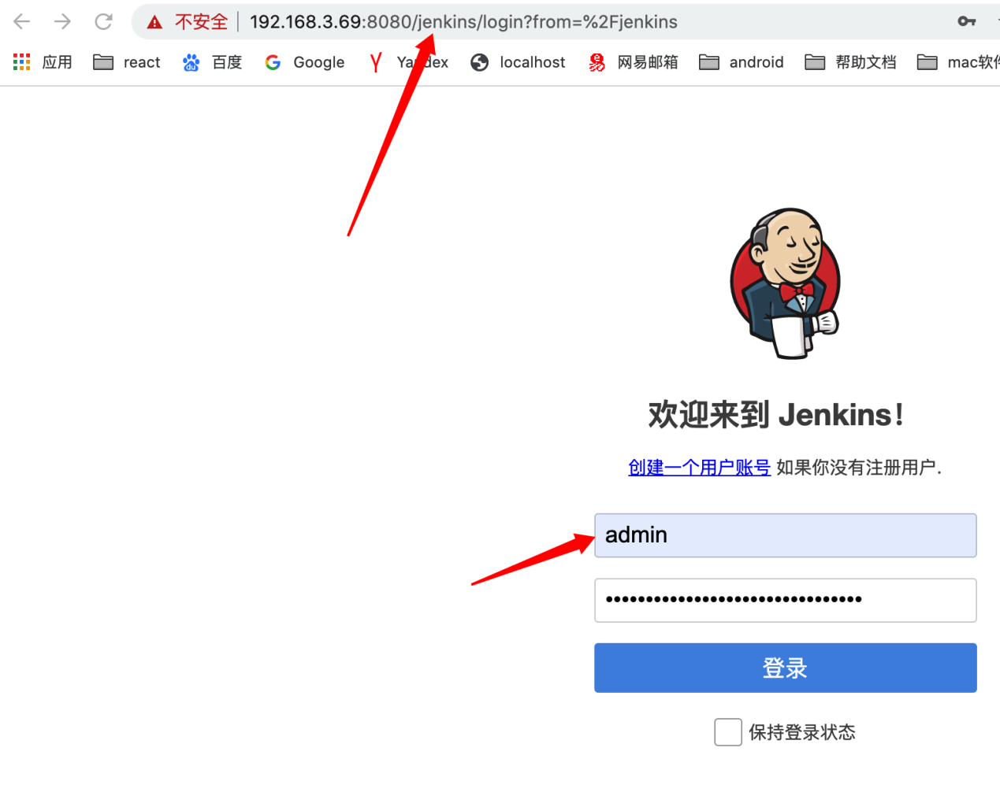 不安全 192.168.3.69:8080/jenkins/login?from=%2Fjenkins
应用 react 百度 Google Yandex localhost 网易邮箱 android 帮助文档 mac软件
欢迎来到 Jenkins!
创建一个用户账号 如果你没有注册用户.
admin
••••••••••••••••••••••••••••••••
登录
保持登录状态